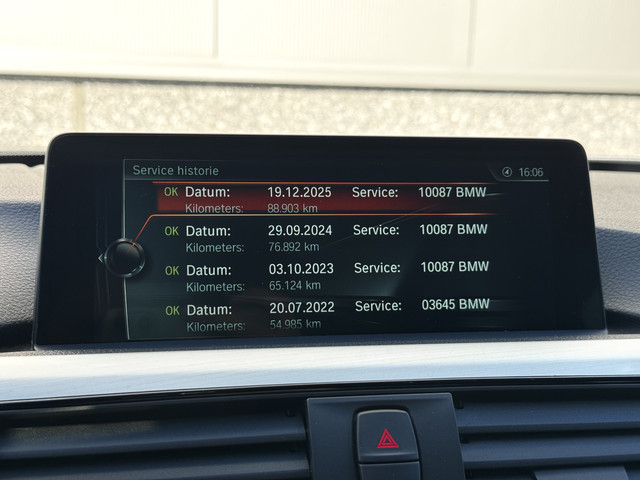 Service historie
16:06
OK Datum: 19.12.2025 Service: 10087 BMW
Kilometers: 88.903 km
OK Datum: 29.09.2024 Service: 10087 BMW
Kilometers: 76.892 km
OK Datum: 03.10.2023 Service: 10087 BMW
Kilometers: 65.124 km
OK Datum: 20.07.2022 Service: 03645 BMW
Kilometers: 54.985 km